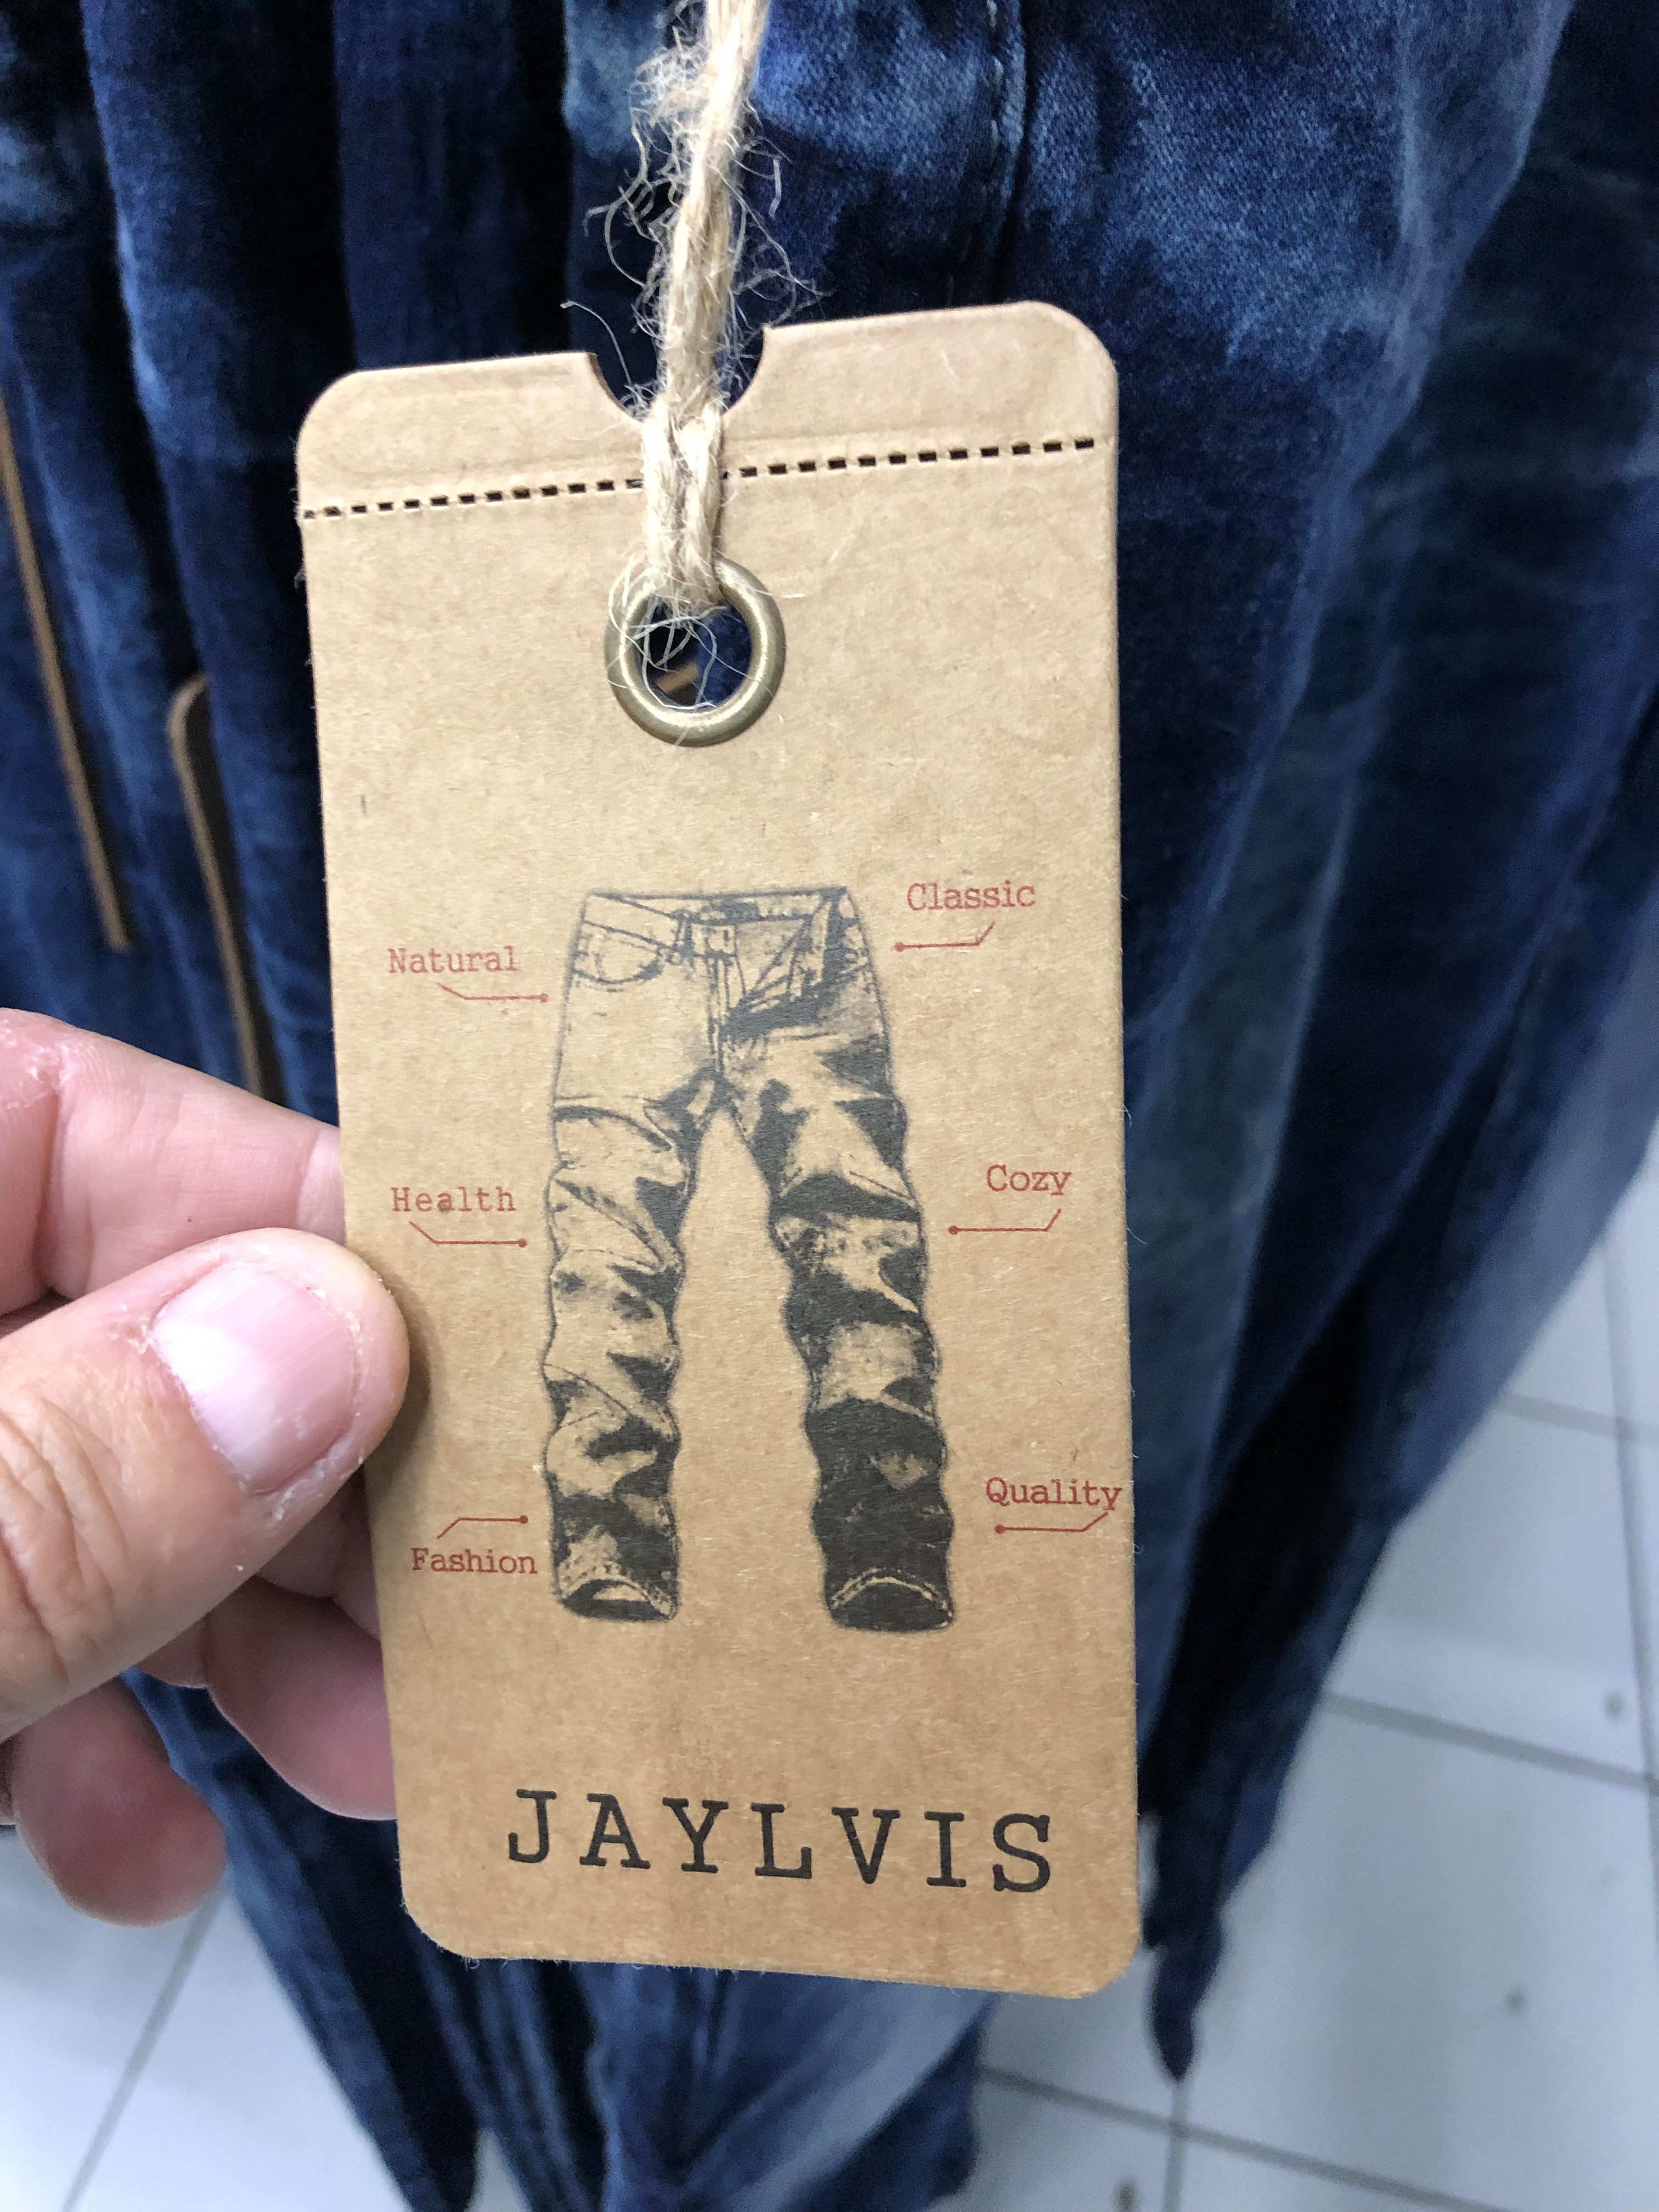 Classic
Natural
Cozy
Health
Quality
Fashion
JAYLVIS